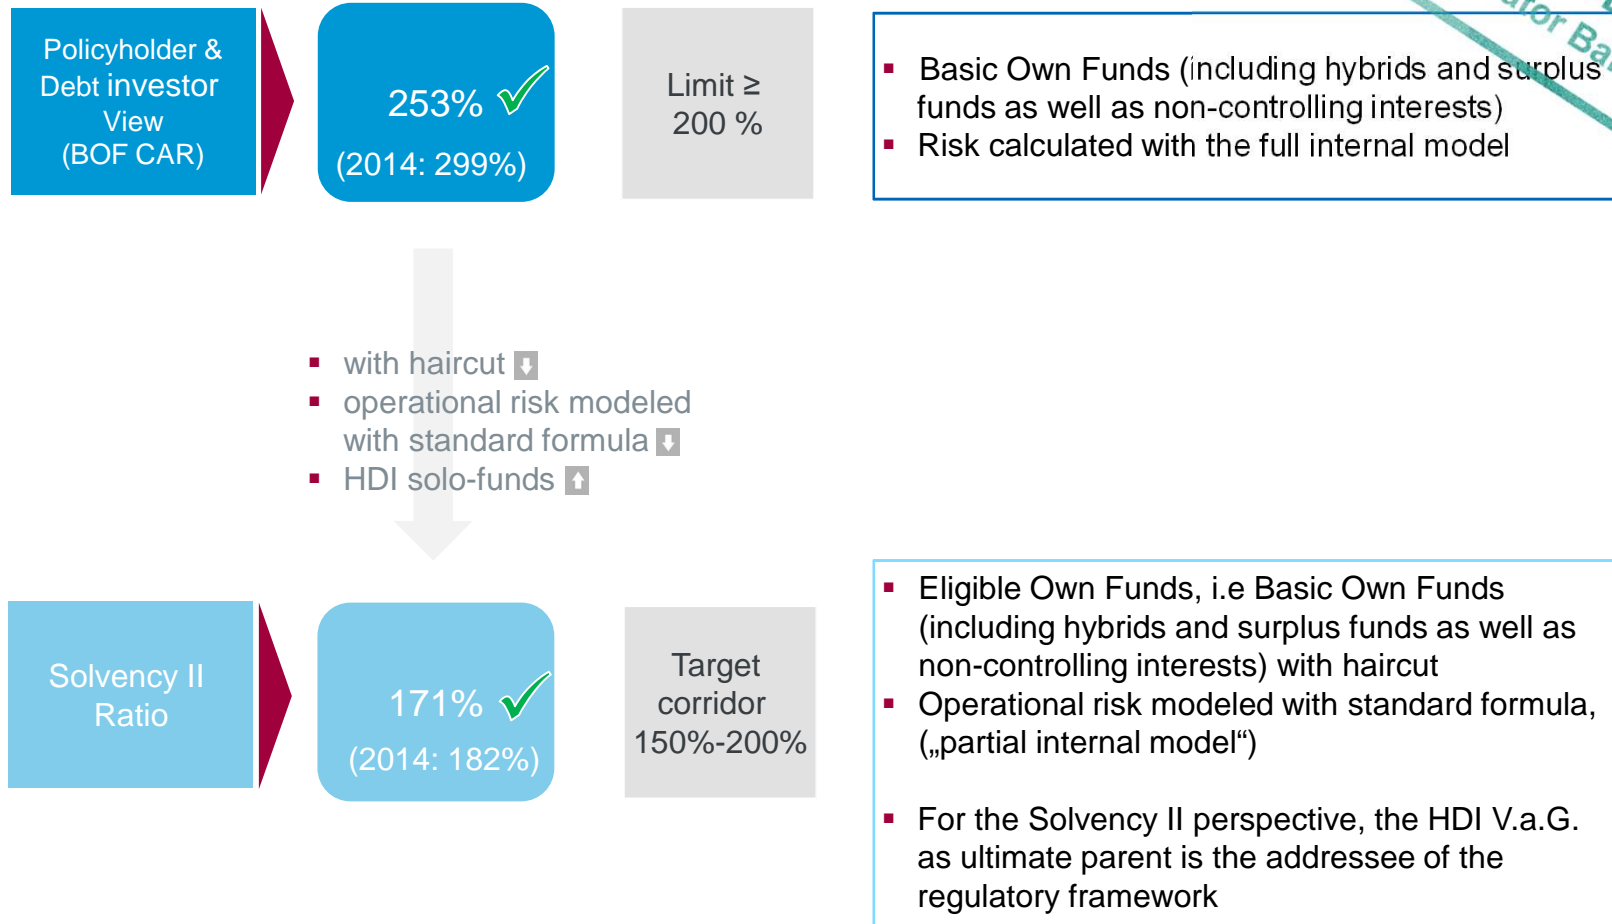 Policyholder &
Debt investor
View
(BOF CAR)
253%
(2014: 299%)
Limit ≥
200 %
▪ Basic Own Funds (including hybrids and surplus
funds as well as non-controlling interests)
▪ Risk calculated with the full internal model
▪ with haircut
▪ operational risk modeled
with standard formula
▪ HDI solo-funds
Solvency II
Ratio
171%
(2014: 182%)
Target
corridor
150%-200%
▪ Eligible Own Funds, i.e Basic Own Funds
(including hybrids and surplus funds as well as
non-controlling interests) with haircut
▪ Operational risk modeled with standard formula,
(„partial internal model“)
▪ For the Solvency II perspective, the HDI V.a.G.
as ultimate parent is the addressee of the
regulatory framework